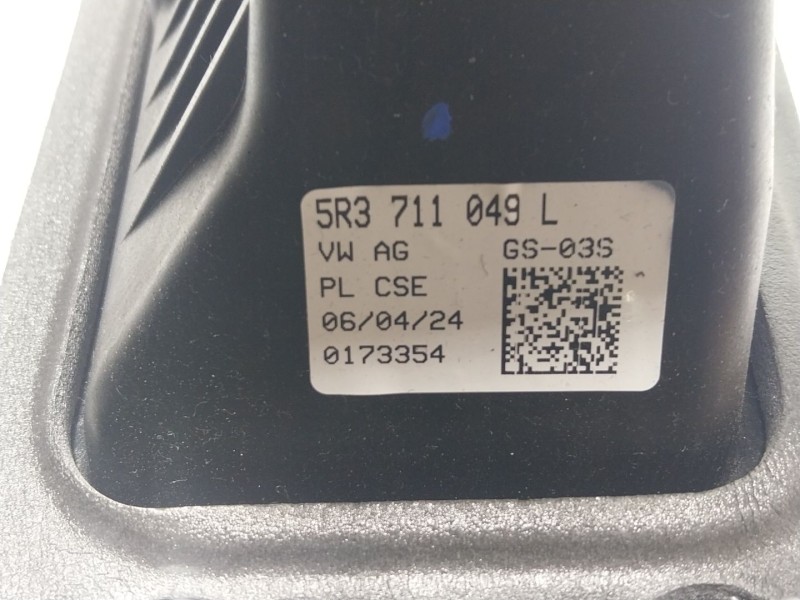 5R3 711 049 L
VW AG GS-03S
PL CSE
06/04/24
0173354